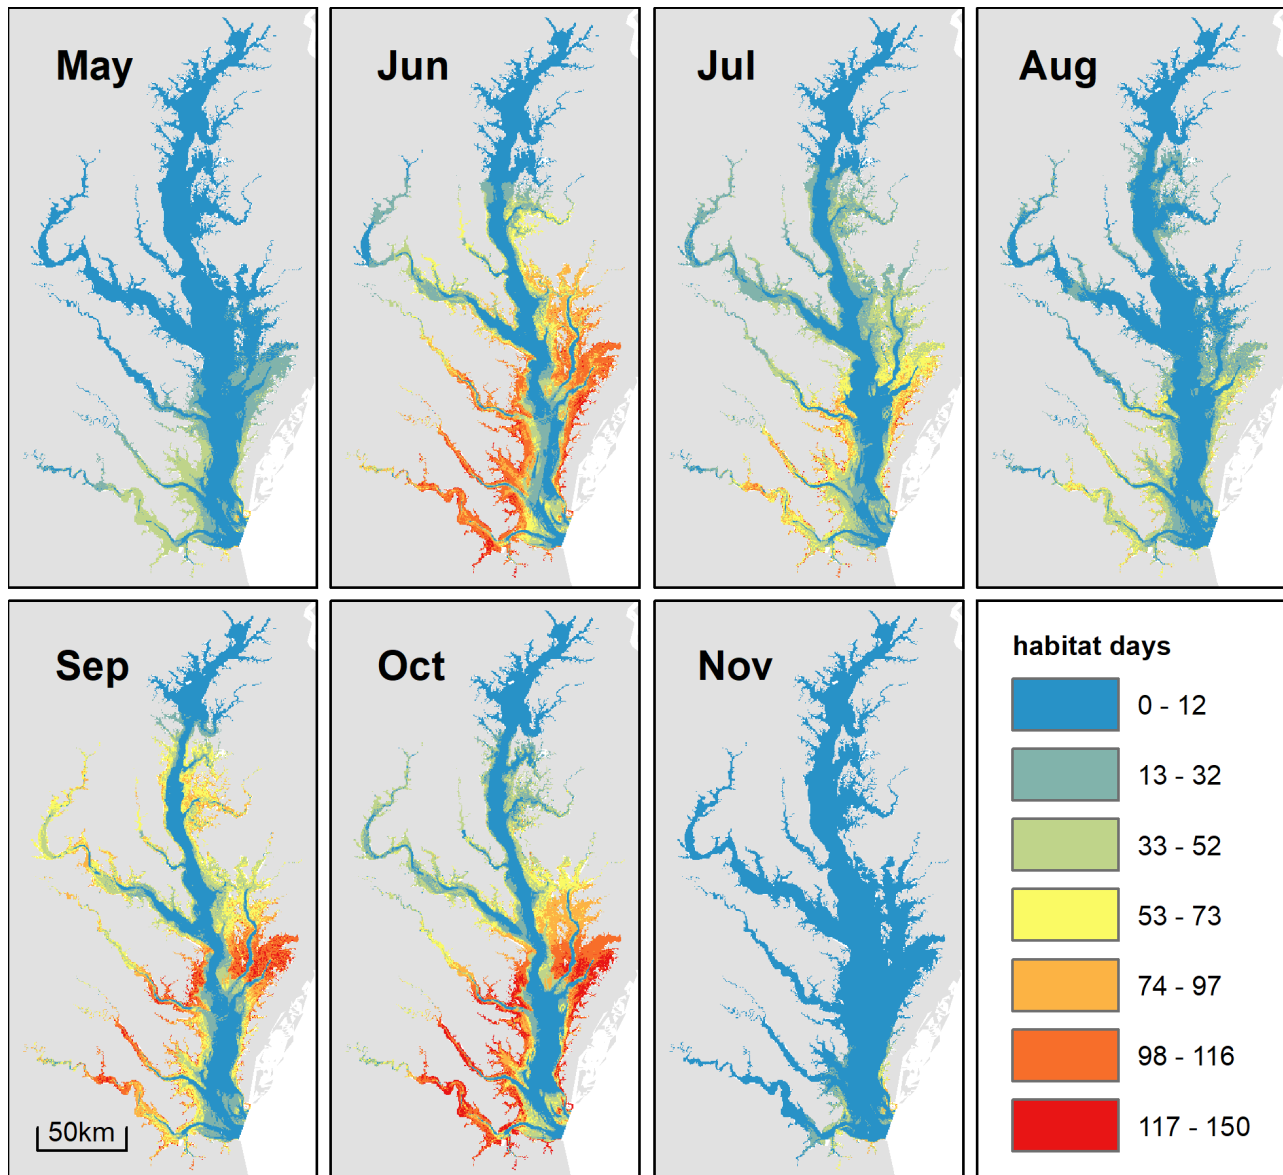 May
Jun
Jul
Aug
Sep
Oct
Nov
habitat days
0 - 12
13 - 32
33 - 52
53 - 73
74 - 97
98 - 116
117 - 150
50km